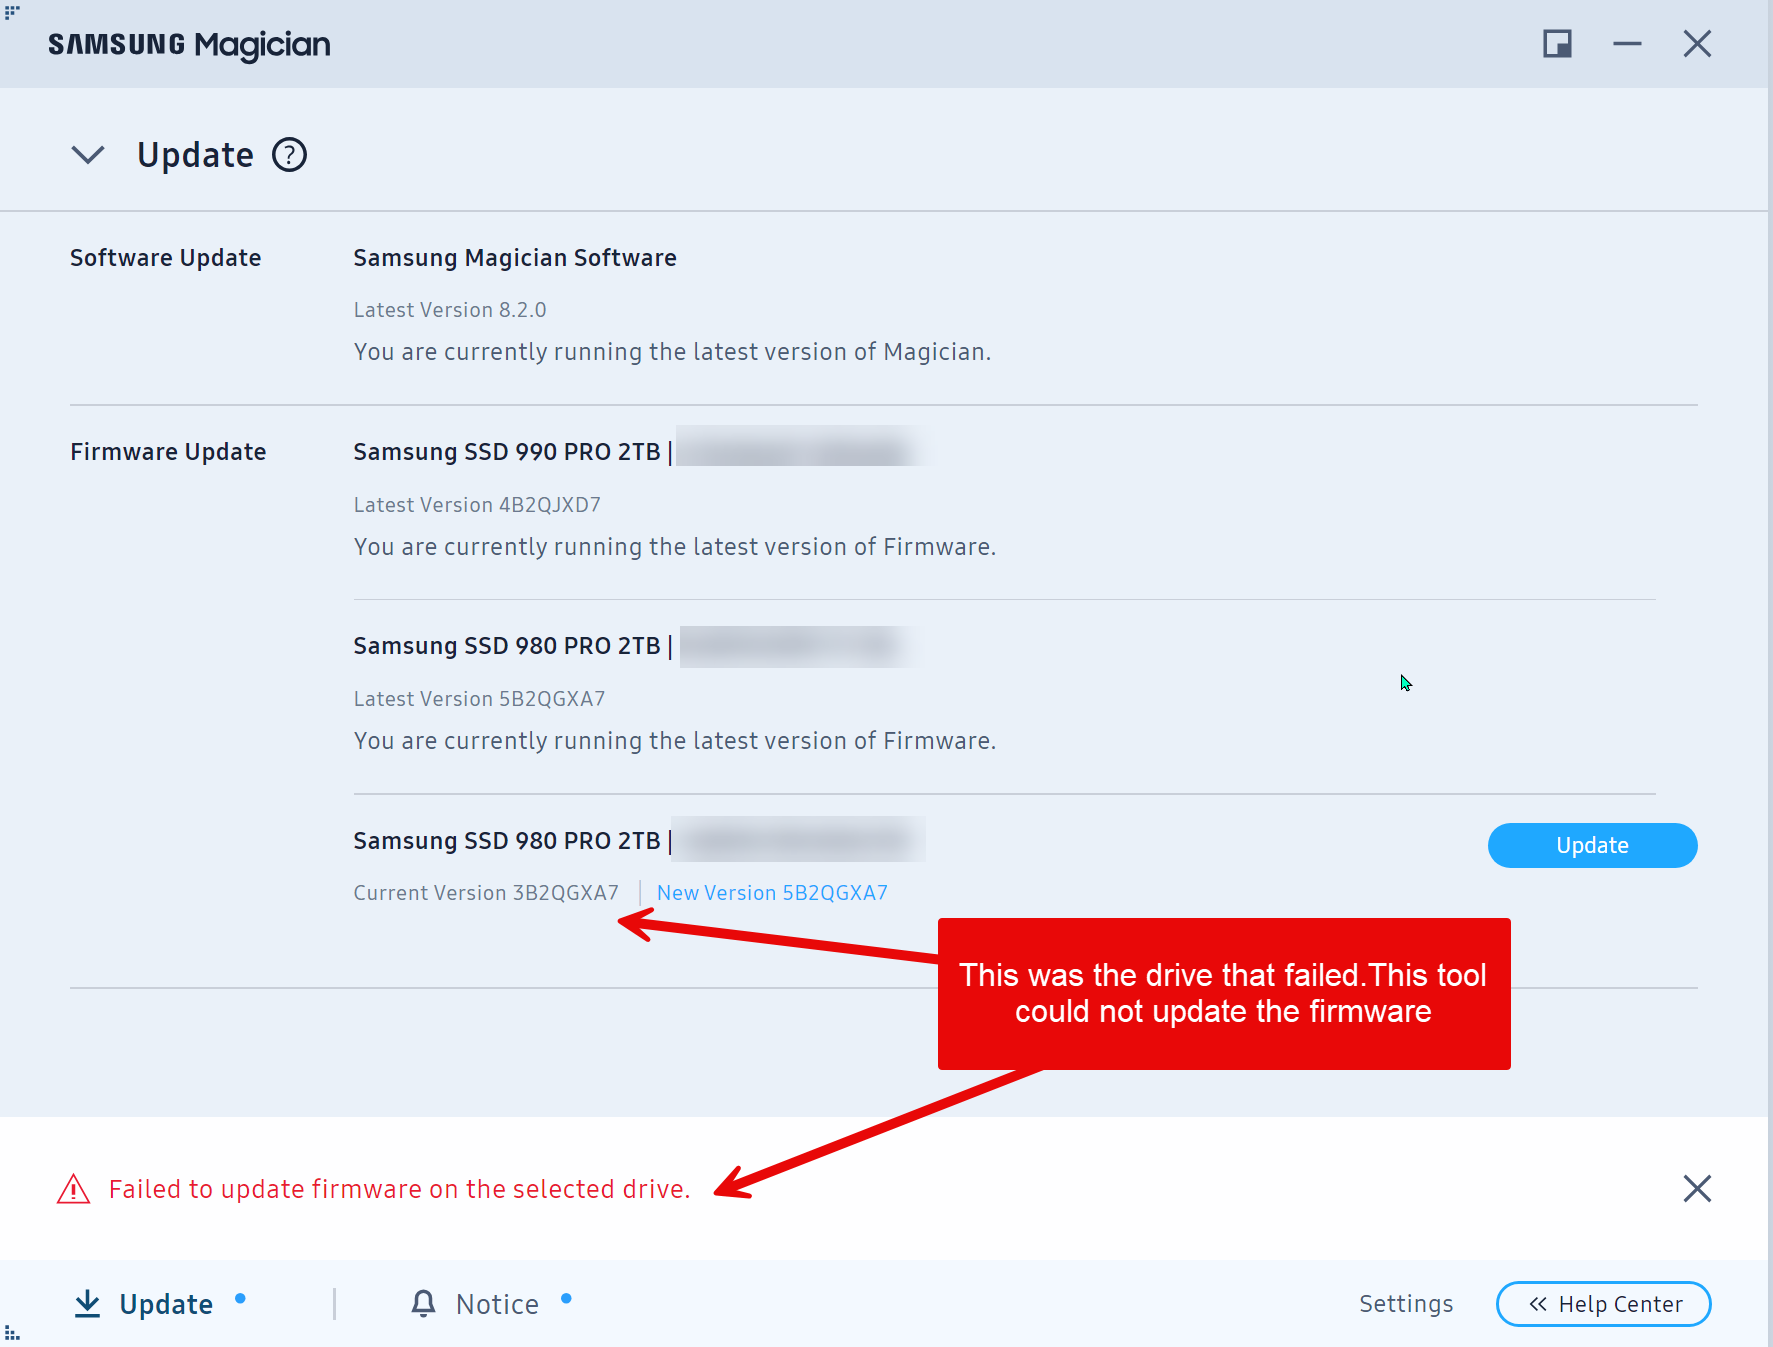 SAMSUNG Magician
Update ?
Software Update
Samsung Magician Software
Latest Version 8.2.0
You are currently running the latest version of Magician.
Firmware Update
Samsung SSD 990 PRO 2TB |
Latest Version 4B2QJXD7
You are currently running the latest version of Firmware.
Samsung SSD 980 PRO 2TB |
Latest Version 5B2QGXA7
You are currently running the latest version of Firmware.
Samsung SSD 980 PRO 2TB |
Update
Current Version 3B2QGXA7 | New Version 5B2QGXA7
This was the drive that failed.This tool
could not update the firmware
Failed to update firmware on the selected drive.
Update
Notice
Settings
Help Center